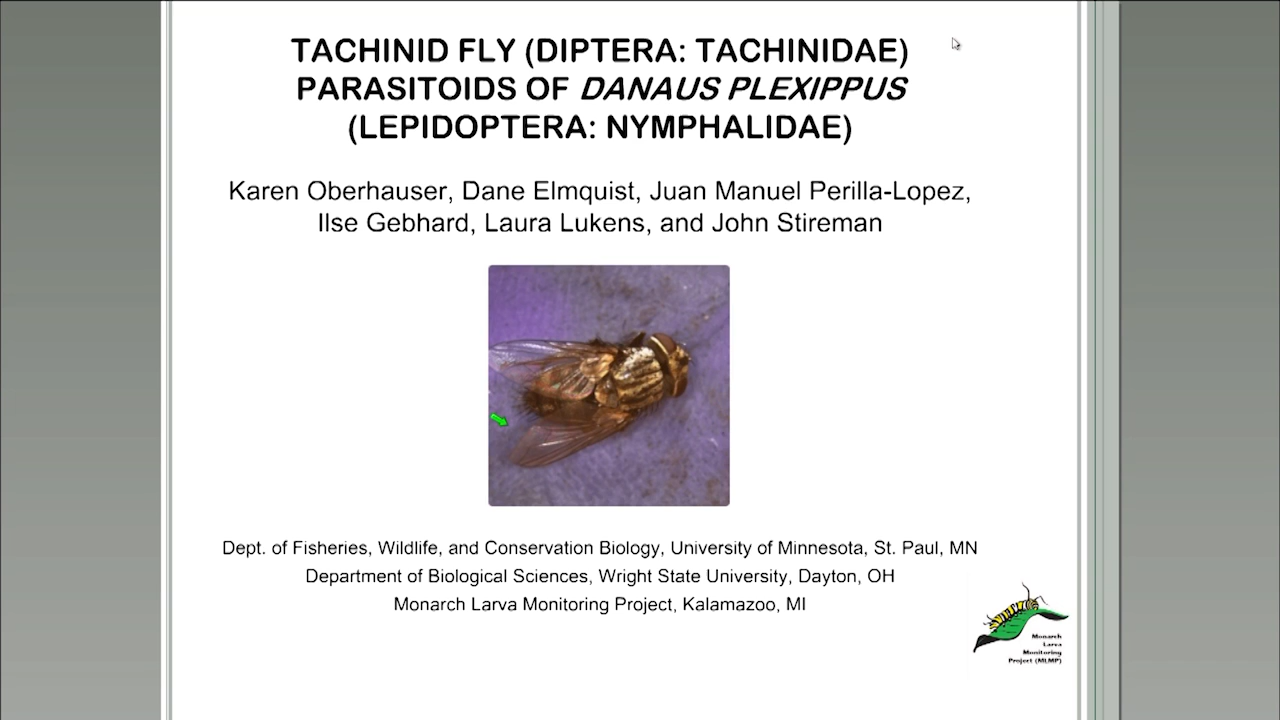 TACHINID FLY (DIPTERA: TACHINIDAE)
PARASITOIDS OF DANAUS PLEXIPPUS
(LEPIDOPTERA: NYMPHALIDAE)
Karen Oberhauser, Dane Elmquist, Juan Manuel Perilla-Lopez,
Ilse Gebhard, Laura Lukens, and John Stireman
Dept. of Fisheries, Wildlife, and Conservation Biology, University of Minnesota, St. Paul, MN
Department of Biological Sciences, Wright State University, Dayton, OH
Monarch Larva Monitoring Project, Kalamazoo, MI
Monarch
Larva
Monitoring
Project (MLMP)